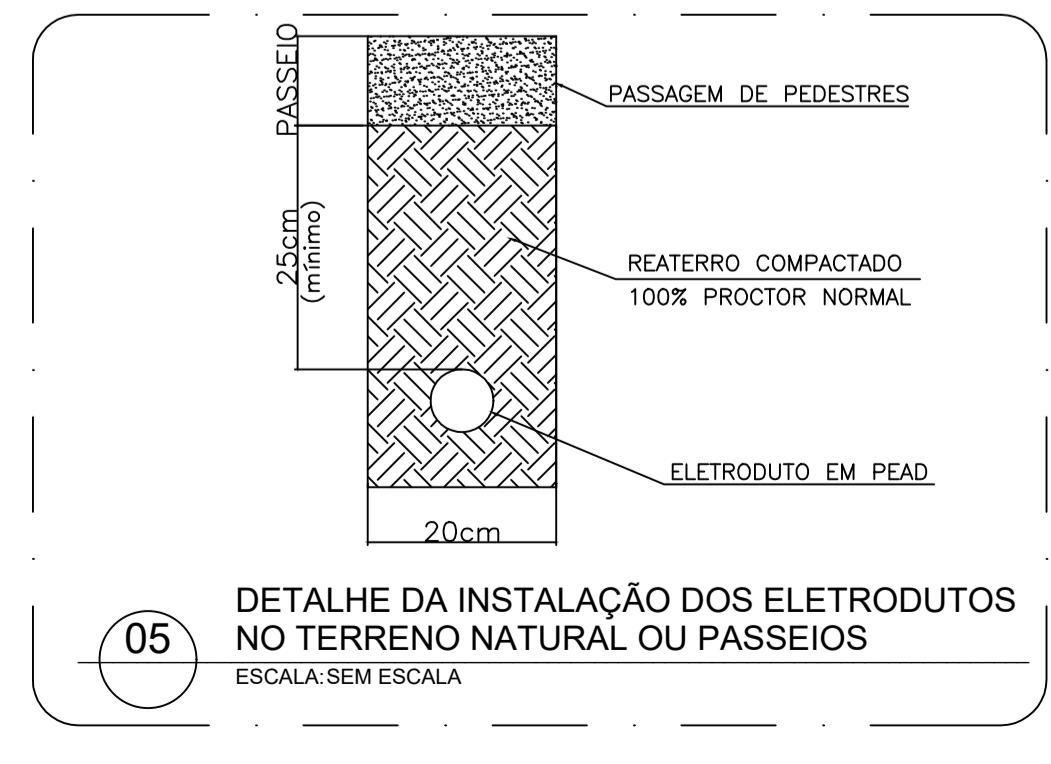 PASSEIO
PASSAGEM DE PEDESTRES
25cm
(mínimo)
REATERRO COMPACTADO
100% PROCTOR NORMAL
ELETRODUTO EM PEAD
20cm
05
DETALHE DA INSTALAÇÃO DOS ELETRODUTOS
NO TERRENO NATURAL OU PASSEIOS
ESCALA:SEM ESCALA